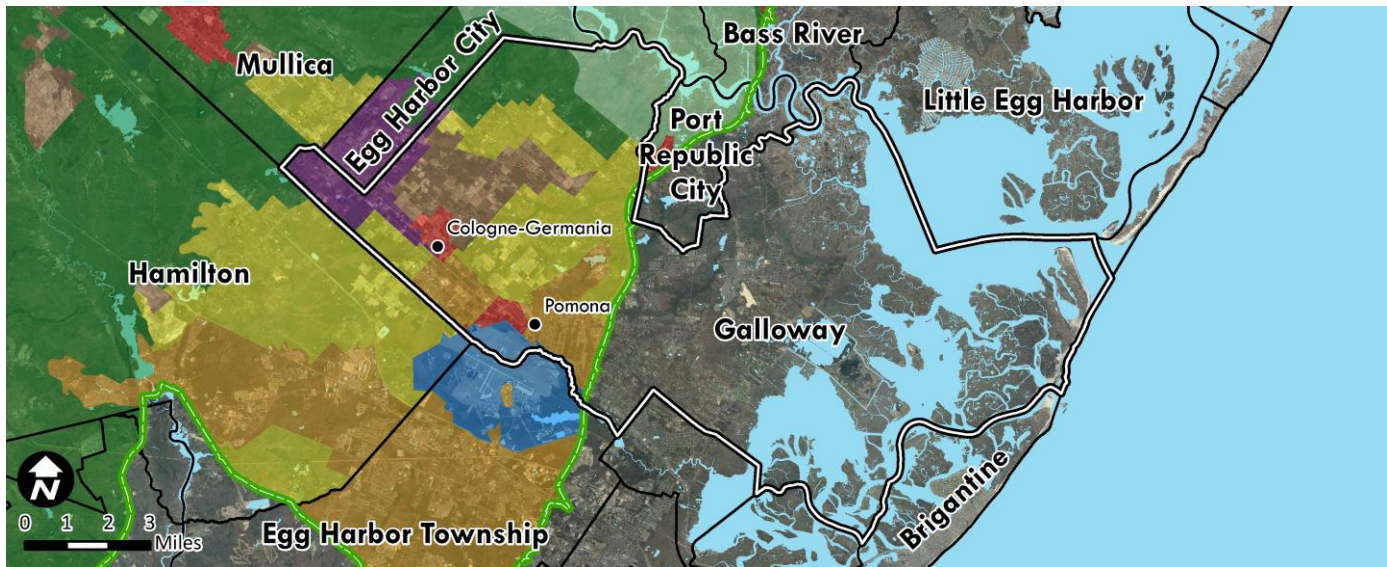 Mullica
Egg Harbor City
Bass River
Little Egg Harbor
Port
Republic
City
Cologne-Germania
Hamilton
Pomona
Galloway
Brigantine
Egg Harbor Township
N
0 1 2 3
Miles